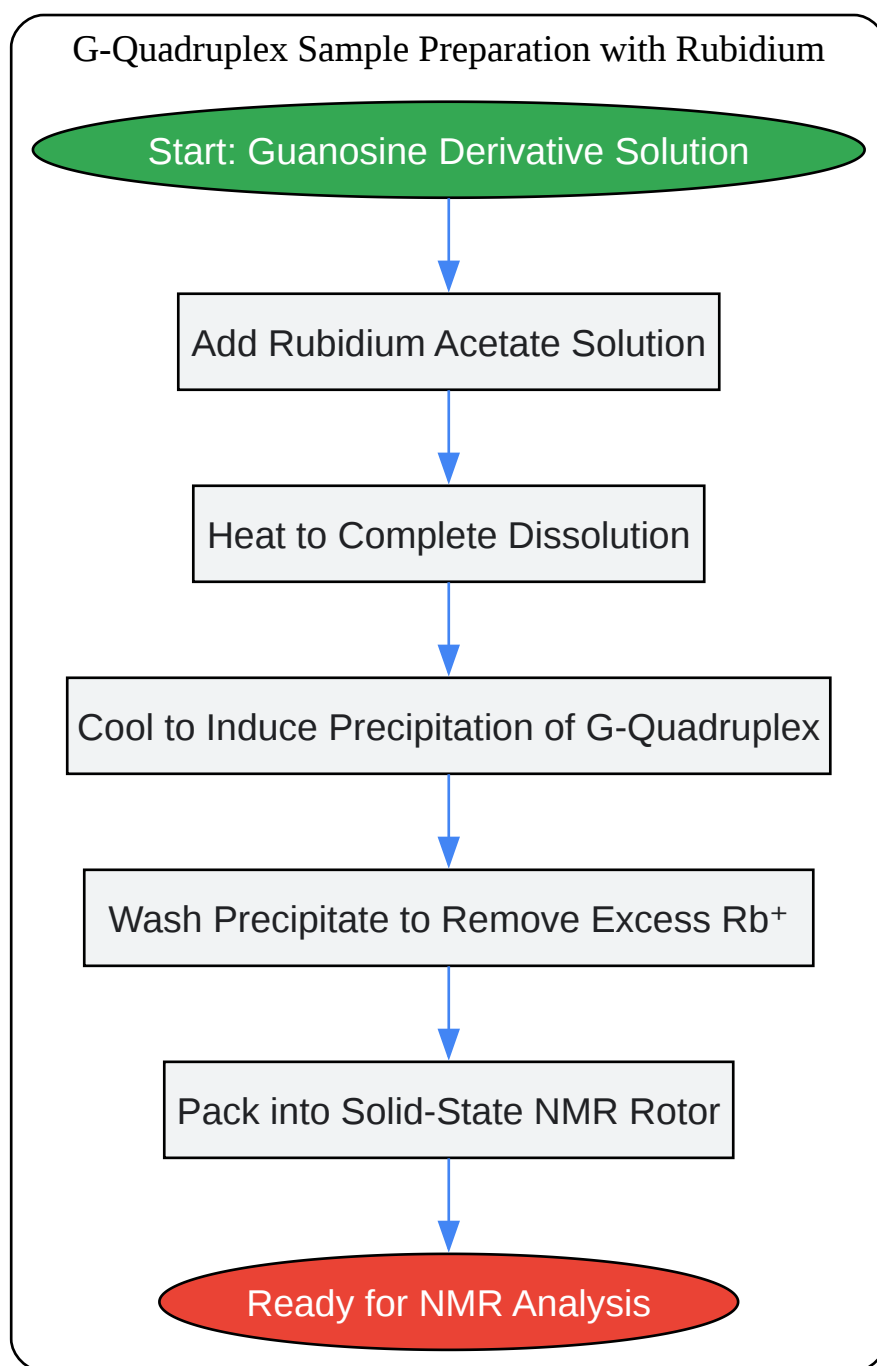 G-Quadruplex Sample Preparation with Rubidium
Start: Guanosine Derivative Solution
Add Rubidium Acetate Solution
Heat to Complete Dissolution
Cool to Induce Precipitation of G-Quadruplex
Wash Precipitate to Remove Excess Rb⁺
Pack into Solid-State NMR Rotor
Ready for NMR Analysis